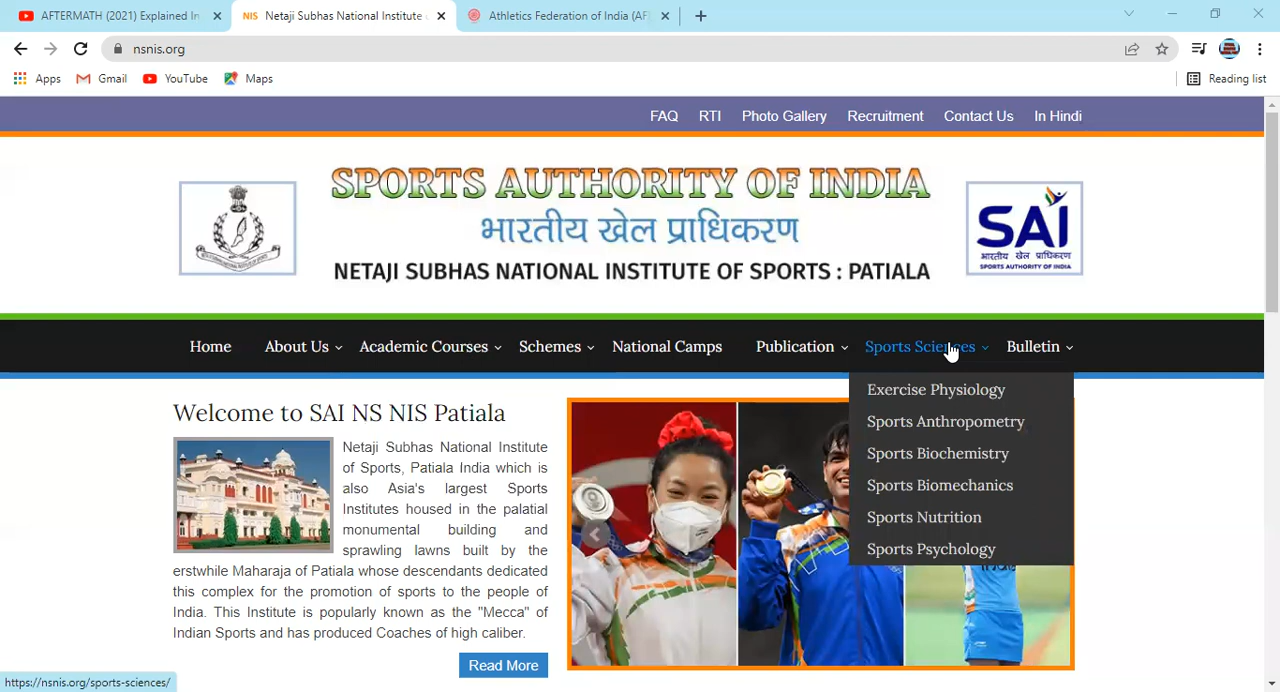 AFTERMATH (2021) Explained In
NIS Netaji Subhas National Institute
Athletics Federation of India (AF
nsnis.org
Apps Gmail YouTube Maps Reading list
FAQ RTI Photo Gallery Recruitment Contact Us In Hindi
SPORTS AUTHORITY OF INDIA
भारतीय खेल प्राधिकरण
NETAJI SUBHAS NATIONAL INSTITUTE OF SPORTS : PATIALA
SAI
भारतीय खेल प्राधिकरण
SPORTS AUTHORITY OF INDIA
Home About Us Academic Courses Schemes National Camps Publication Sports Sciences Bulletin
Exercise Physiology
Sports Anthropometry
Sports Biochemistry
Sports Biomechanics
Sports Nutrition
Sports Psychology
Welcome to SAI NS NIS Patiala
Netaji Subhas National Institute
of Sports, Patiala India which is
also Asia's largest Sports
Institutes housed in the palatial
monumental building and
sprawling lawns built by the
erstwhile Maharaja of Patiala whose descendants dedicated
this complex for the promotion of sports to the people of
India. This Institute is popularly known as the "Mecca" of
Indian Sports and has produced Coaches of high caliber.
Read More
https://nsnis.org/sports-sciences/